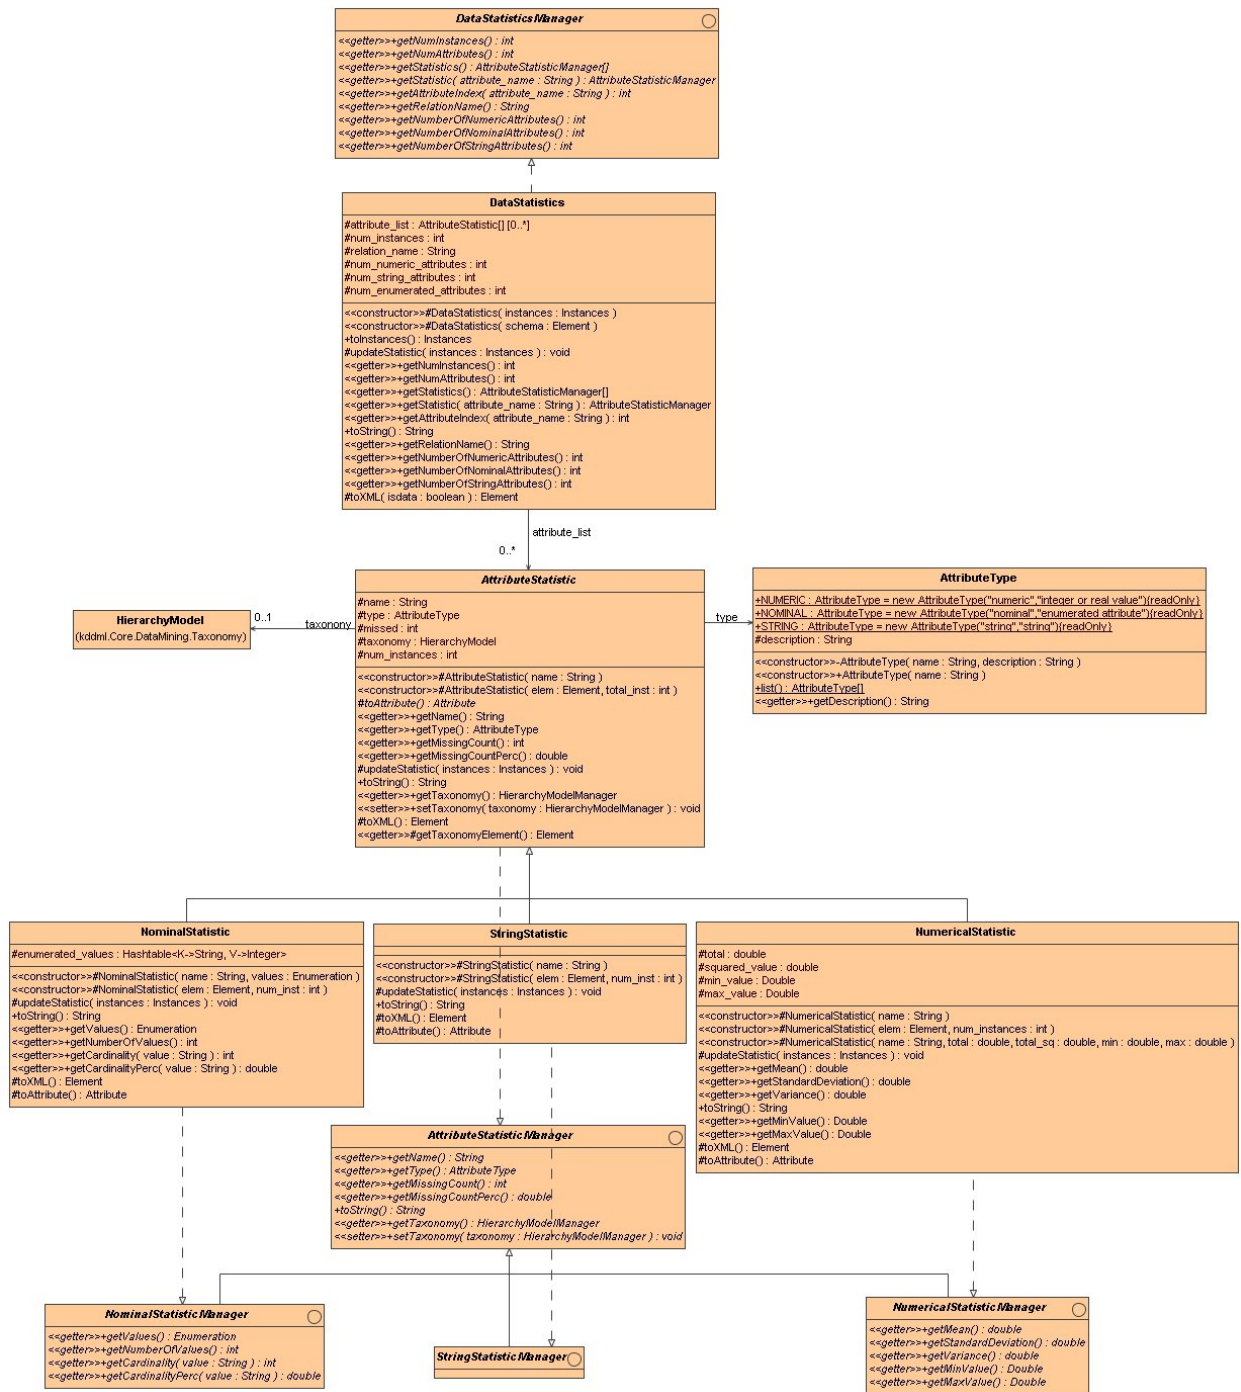 DataStatisticsManager
<<getter>>+getNumInstances() : int
<<getter>>+getNumAttributes() : int
<<getter>>+getStatistics() : AttributeStatisticManager[]
<<getter>>+getStatistic( attribute_name : String ) : AttributeStatisticManager
<<getter>>+getAttributeIndex( attribute_name : String ) : int
<<getter>>+getRelationName() : String
<<getter>>+getNumberOfNumericAttributes() : int
<<getter>>+getNumberOfNominalAttributes() : int
<<getter>>+getNumberOfStringAttributes() : int
DataStatistics
#attribute_list : AttributeStatistic[] [0..*]
#num_instances : int
#relation_name : String
#num_numeric_attributes : int
#num_string_attributes : int
#num_enumerated_attributes : int
<<constructor>>#DataStatistics( instances : Instances )
<<constructor>>#DataStatistics( schema : Element )
+toInstances() : Instances
#updateStatistic( instances : Instances ) : void
<<getter>>+getNumInstances() : int
<<getter>>+getNumAttributes() : int
<<getter>>+getStatistics() : AttributeStatisticManager[]
<<getter>>+getStatistic( attribute_name : String ) : AttributeStatisticManager
<<getter>>+getAttributeIndex( attribute_name : String ) : int
+toString() : String
<<getter>>+getRelationName() : String
<<getter>>+getNumberOfNumericAttributes() : int
<<getter>>+getNumberOfNominalAttributes() : int
<<getter>>+getNumberOfStringAttributes() : int
#toXML( isdata : boolean ) : Element
attribute_list
0..*
HierarchyModel
(kddml.Core.DataMining.Taxonomy)
0..1
taxonony
AttributeStatistic
#name : String
#type : AttributeType
#missed : int
#taxonomy : HierarchyModel
#num_instances : int
<<constructor>>#AttributeStatistic( name : String )
<<constructor>>#AttributeStatistic( elem : Element, total_inst : int )
#toAttribute() : Attribute
<<getter>>+getName() : String
<<getter>>+getType() : AttributeType
<<getter>>+getMissingCount() : int
<<getter>>+getMissingCountPerc() : double
#updateStatistic( instances : Instances ) : void
+toString() : String
<<getter>>+getTaxonomy() : HierarchyModelManager
<<setter>>+setTaxonomy( taxonomy : HierarchyModelManager ) : void
#toXML() : Element
<<getter>>#getTaxonomyElement() : Element
type
AttributeType
+NUMERIC : AttributeType = new AttributeType("numeric","integer or real value"){readOnly}
+NOMINAL : AttributeType = new AttributeType("nominal","enumerated attribute"){readOnly}
+STRING : AttributeType = new AttributeType("string","string"){readOnly}
#description : String
<<constructor>>-AttributeType( name : String, description : String )
<<constructor>>+AttributeType( name : String )
+list() : AttributeType[]
<<getter>>+getDescription() : String
NominalStatistic
#enumerated_values : Hashtable<K->String, V->Integer>
<<constructor>>#NominalStatistic( name : String, values : Enumeration )
<<constructor>>#NominalStatistic( elem : Element, num_inst : int )
#updateStatistic( instances : Instances ) : void
+toString() : String
<<getter>>+getValues() : Enumeration
<<getter>>+getNumberOfValues() : int
<<getter>>+getCardinality( value : String ) : int
<<getter>>+getCardinalityPerc( value : String ) : double
#toXML() : Element
#toAttribute() : Attribute
StringStatistic
<<constructor>>#StringStatistic( name : String )
<<constructor>>#StringStatistic( elem : Element, num_inst : int )
#updateStatistic( instances : Instances ) : void
+toString() : String
#toXML() : Element
#toAttribute() : Attribute
NumericalStatistic
#total : double
#squared_value : double
#min_value : Double
#max_value : Double
<<constructor>>#NumericalStatistic( name : String )
<<constructor>>#NumericalStatistic( elem : Element, num_instances : int )
<<constructor>>#NumericalStatistic( name : String, total : double, total_sq : double, min : double, max : double )
#updateStatistic( instances : Instances ) : void
<<getter>>+getMean() : double
<<getter>>+getStandardDeviation() : double
<<getter>>+getVariance() : double
+toString() : String
<<getter>>+getMinValue() : Double
<<getter>>+getMaxValue() : Double
#toXML() : Element
#toAttribute() : Attribute
AttributeStatisticManager
<<getter>>+getName() : String
<<getter>>+getType() : AttributeType
<<getter>>+getMissingCount() : int
<<getter>>+getMissingCountPerc() : double
+toString() : String
<<getter>>+getTaxonomy() : HierarchyModelManager
<<setter>>+setTaxonomy( taxonomy : HierarchyModelManager ) : void
NominalStatisticManager
<<getter>>+getValues() : Enumeration
<<getter>>+getNumberOfValues() : int
<<getter>>+getCardinality( value : String ) : int
<<getter>>+getCardinalityPerc( value : String ) : double
StringStatisticManager
NumericalStatisticManager
<<getter>>+getMean() : double
<<getter>>+getStandardDeviation() : double
<<getter>>+getVariance() : double
<<getter>>+getMinValue() : Double
<<getter>>+getMaxValue() : Double